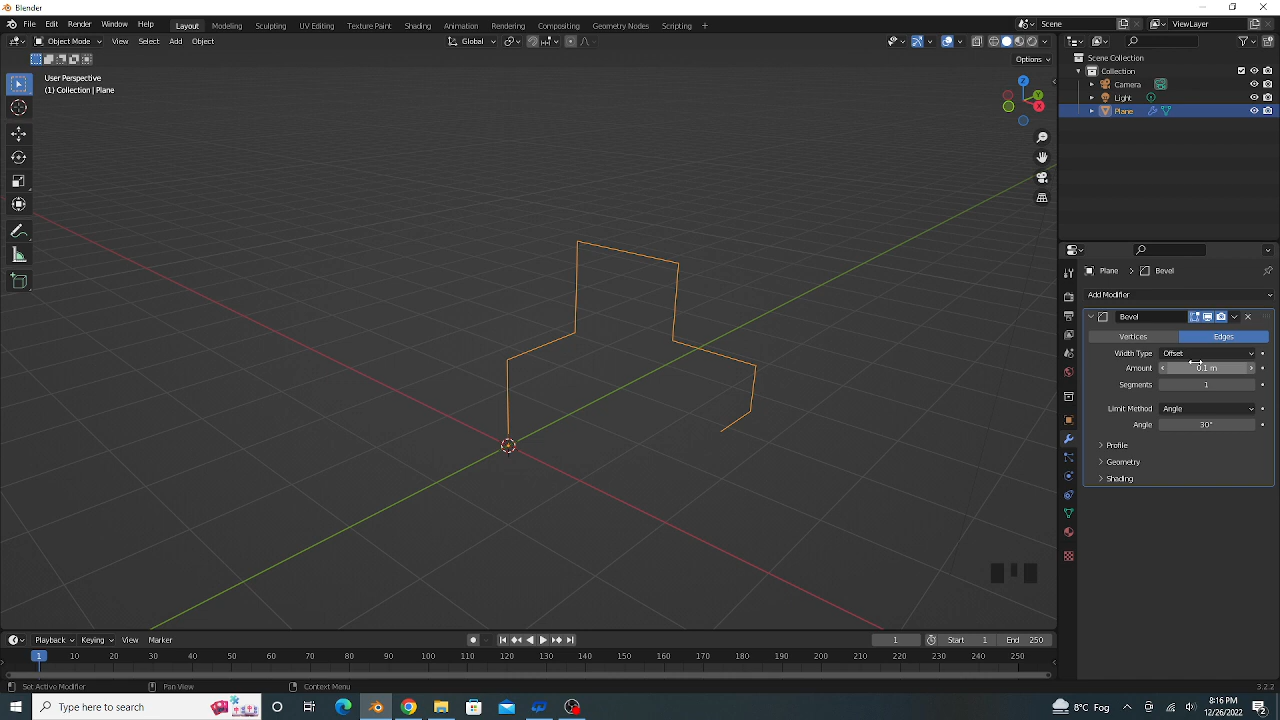 Blender
File Edit Render Window Help Layout Modeling Sculpting UV Editing Texture Paint Shading Animation Rendering Compositing Geometry Nodes Scripting + Scene ViewLayer
Object Mode View Select Add Object Global
Options
User Perspective
(1) Collection | Plane
Z
Y
X
Scene Collection
Collection
Camera
Light
Plane
Plane > Bevel
Add Modifier
Bevel
Vertices Edges
Width Type Offset
Amount 0.1 m
Segments 1
Limit Method Angle
Angle 30°
Profile
Geometry
Shading
Playback Keying View Marker 1 Start 1 End 250
1 10 20 30 40 50 60 70 80 90 100 110 120 130 140 150 160 170 180 190 200 210 220 230 240 250
Set Active Modifier Pan View Context Menu 3.2.2
Type here to search
8°C Fog
8:16 PM
12/26/2022